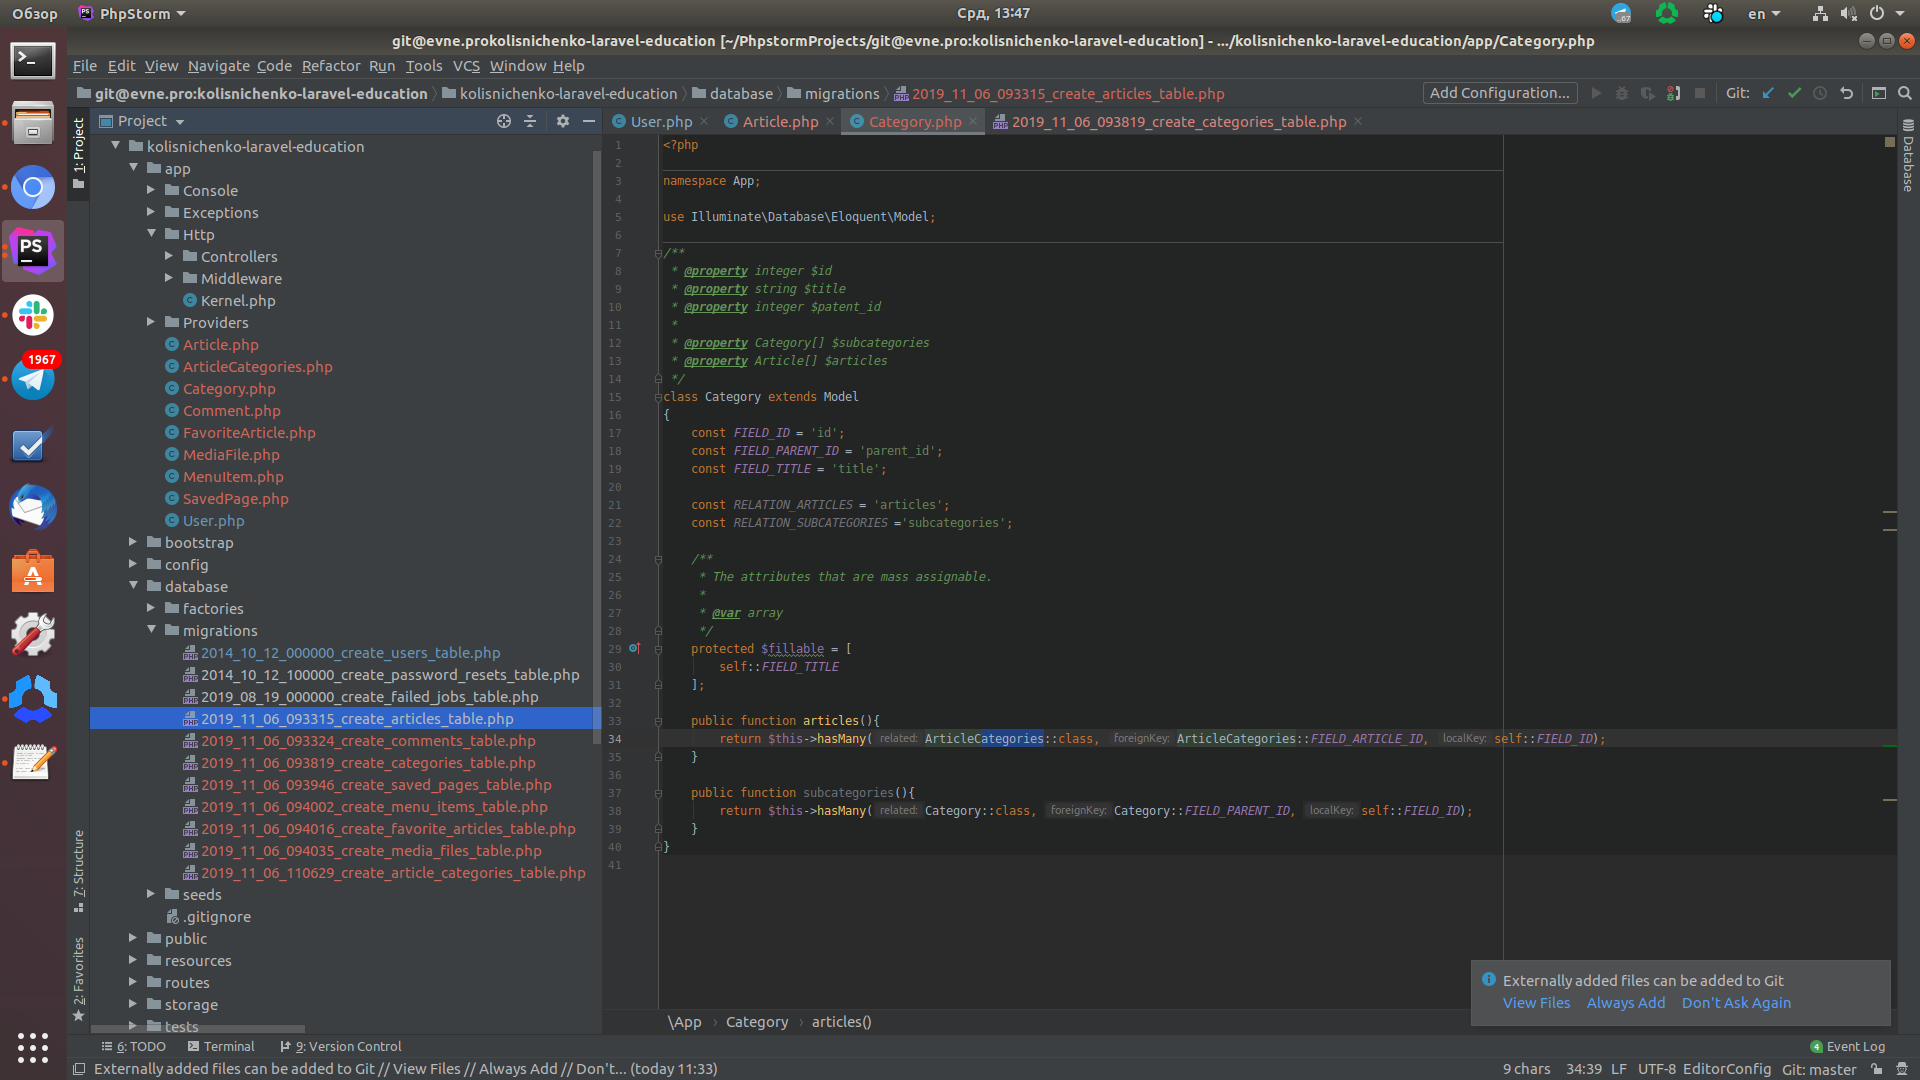 Обзор PhpStorm Срд, 13:47 67 en
git@evne.prokolisnichenko-laravel-education [~/PhpstormProjects/git@evne.pro:kolisnichenko-laravel-education] - .../kolisnichenko-laravel-education/app/Category.php
File Edit View Navigate Code Refactor Run Tools VCS Window Help
git@evne.pro:kolisnichenko-laravel-education kolisnichenko-laravel-education database migrations 2019_11_06_093315_create_articles_table.php Add Configuration... Git:
Project
User.php Article.php Category.php 2019_11_06_093819_create_categories_table.php
1: Project
7: Structure
2: Favorites
Database
PS
1967
kolisnichenko-laravel-education
app
Console
Exceptions
Http
Controllers
Middleware
Kernel.php
Providers
Article.php
ArticleCategories.php
Category.php
Comment.php
FavoriteArticle.php
MediaFile.php
MenuItem.php
SavedPage.php
User.php
bootstrap
config
database
factories
migrations
2014_10_12_000000_create_users_table.php
2014_10_12_100000_create_password_resets_table.php
2019_08_19_000000_create_failed_jobs_table.php
2019_11_06_093315_create_articles_table.php
2019_11_06_093324_create_comments_table.php
2019_11_06_093819_create_categories_table.php
2019_11_06_093946_create_saved_pages_table.php
2019_11_06_094002_create_menu_items_table.php
2019_11_06_094016_create_favorite_articles_table.php
2019_11_06_094035_create_media_files_table.php
2019_11_06_110629_create_article_categories_table.php
seeds
.gitignore
public
resources
routes
storage
tests
1 <?php
2
3 namespace App;
4
5 use Illuminate\Database\Eloquent\Model;
6
7 /**
8 * @property integer $id
9 * @property string $title
10 * @property integer $patent_id
11 *
12 * @property Category[] $subcategories
13 * @property Article[] $articles
14 */
15 class Category extends Model
16 {
17 const FIELD_ID = 'id';
18 const FIELD_PARENT_ID = 'parent_id';
19 const FIELD_TITLE = 'title';
20
21 const RELATION_ARTICLES = 'articles';
22 const RELATION_SUBCATEGORIES ='subcategories';
23
24 /**
25 * The attributes that are mass assignable.
26 *
27 * @var array
28 */
29 protected $fillable = [
30 self::FIELD_TITLE
31 ];
32
33 public function articles(){
34 return $this->hasMany( related: ArticleCategories::class, foreignKey: ArticleCategories::FIELD_ARTICLE_ID, localKey: self::FIELD_ID);
35 }
36
37 public function subcategories(){
38 return $this->hasMany( related: Category::class, foreignKey: Category::FIELD_PARENT_ID, localKey: self::FIELD_ID);
39 }
40 }
41
Externally added files can be added to Git
View Files Always Add Don't Ask Again
\App Category articles()
6: TODO Terminal 9: Version Control 4 Event Log
Externally added files can be added to Git // View Files // Always Add // Don't... (today 11:33) 9 chars 34:39 LF UTF-8 EditorConfig Git: master